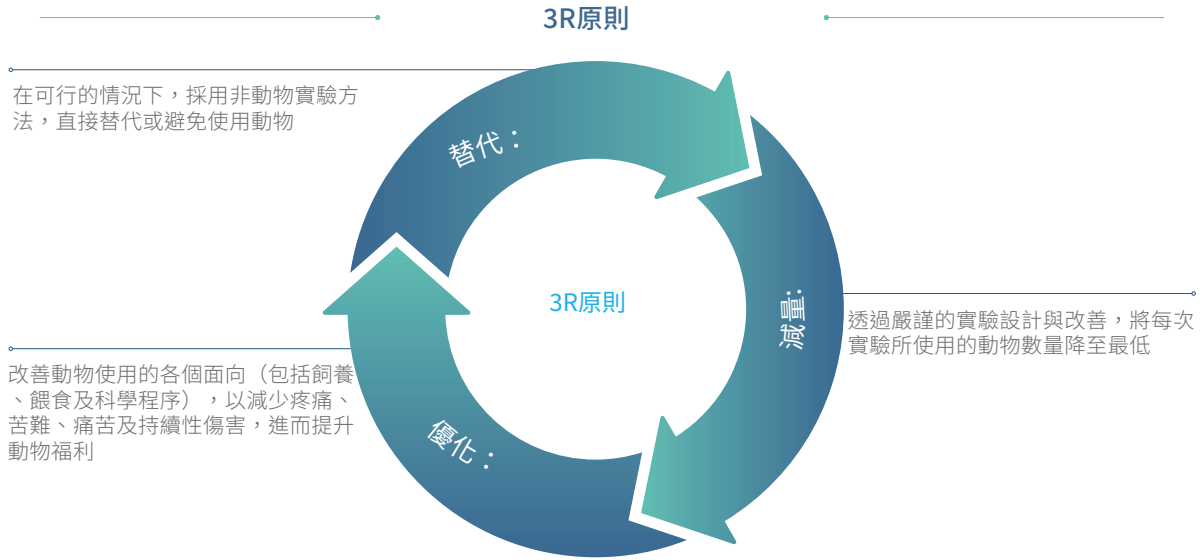 3R原則
在可行的情況下，採用非動物實驗方
法，直接替代或避免使用動物
替代：
3R原則
減量:
透過嚴謹的實驗設計與改善，將每次
實驗所使用的動物數量降至最低
改善動物使用的各個面向（包括飼養
、餵食及科學程序），以減少疼痛、
苦難、痛苦及持續性傷害，進而提升
動物福利
優化：